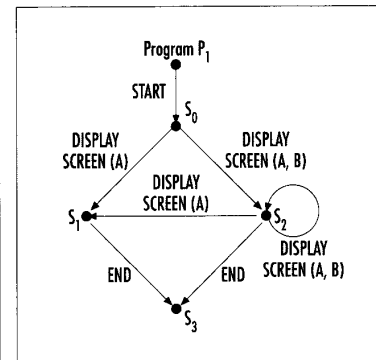 Program P1
START
S0
DISPLAY
SCREEN (A)
DISPLAY
SCREEN (A, B)
DISPLAY
SCREEN (A)
S1
S2
DISPLAY
SCREEN (A, B)
END
END
S3